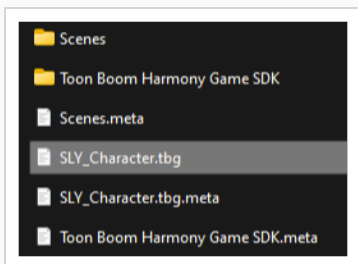 Scenes
Toon Boom Harmony Game SDK
Scenes.meta
SLY_Character.tbg
SLY_Character.tbg.meta
Toon Boom Harmony Game SDK.meta